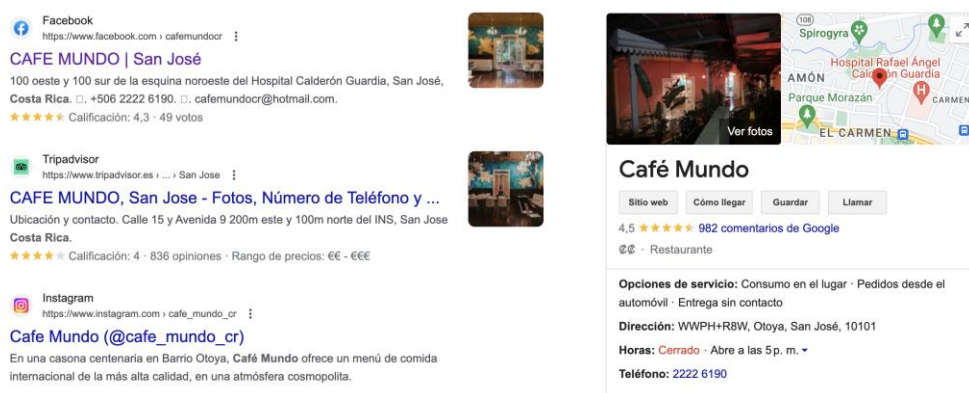 Facebook
https://www.facebook.com › cafemundocr
CAFE MUNDO | San José
100 oeste y 100 sur de la esquina noroeste del Hospital Calderón Guardia, San José,
Costa Rica. □. +506 2222 6190. □. cafemundocr@hotmail.com.
Calificación: 4,3 · 49 votos
Tripadvisor
https://www.tripadvisor.es › ... › San Jose
CAFE MUNDO, San Jose - Fotos, Número de Teléfono y ...
Ubicación y contacto. Calle 15 y Avenida 9 200m este y 100m norte del INS, San Jose
Costa Rica.
Calificación: 4 · 836 opiniones · Rango de precios: €€ - €€€
Instagram
https://www.instagram.com › cafe_mundo_cr
Cafe Mundo (@cafe_mundo_cr)
En una casona centenaria en Barrio Otoya, Café Mundo ofrece un menú de comida
internacional de la más alta calidad, en una atmósfera cosmopolita.
Ver fotos
108
Spirogyra
Hospital Rafael Ángel
Calderón Guardia
AMÓN
Parque Morazán
CARMEN
EL CARMEN
Café Mundo
Sitio web
Cómo llegar
Guardar
Llamar
4,5 982 comentarios de Google
₡₡ · Restaurante
Opciones de servicio: Consumo en el lugar · Pedidos desde el
automóvil · Entrega sin contacto
Dirección: WWPH+R8W, Otoya, San José, 10101
Horas: Cerrado · Abre a las 5 p. m.
Teléfono: 2222 6190